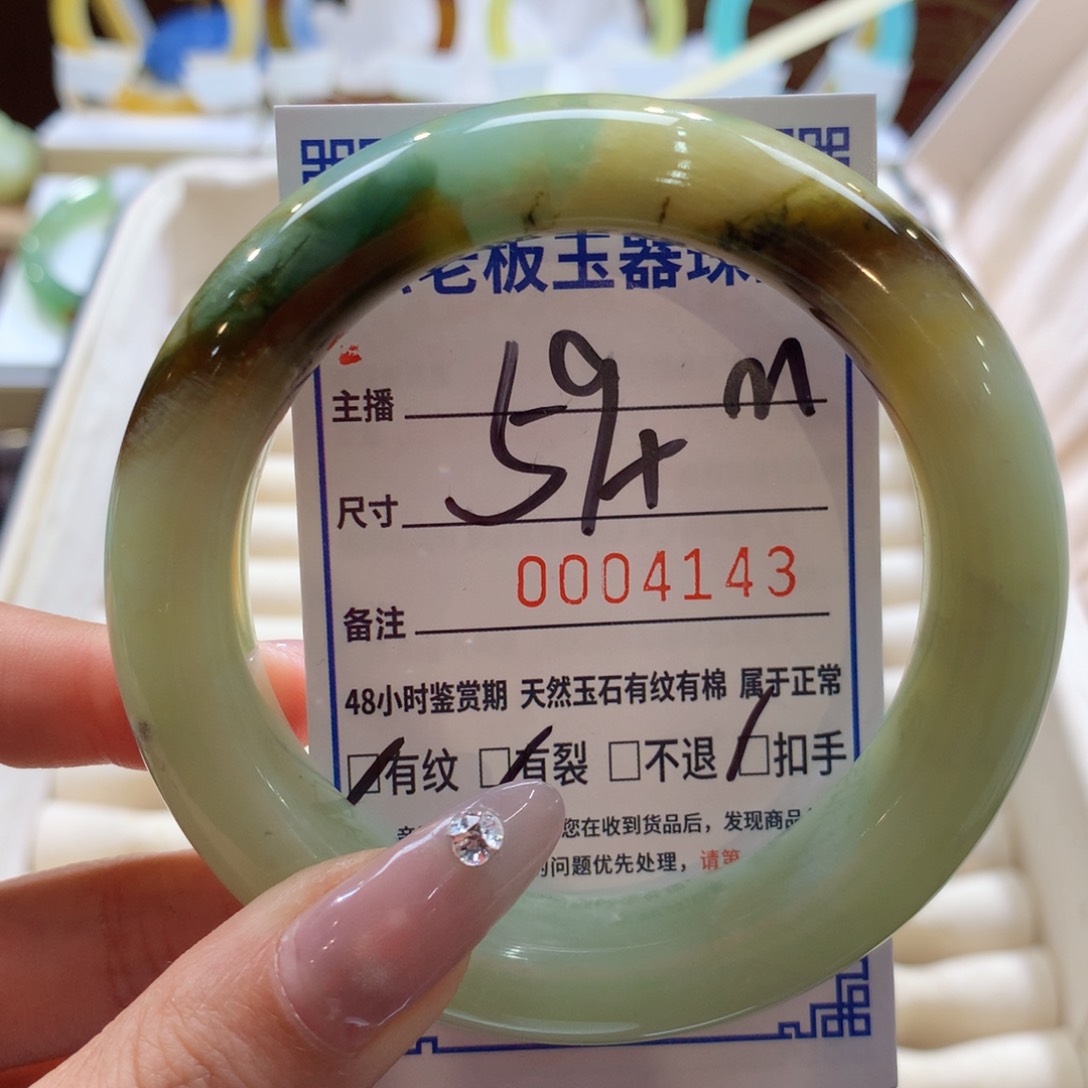 老板玉器珠
主播 m
尺寸 59+
0004143
备注
48小时鉴赏期 天然玉石有纹有棉 属于正常
□有纹 □有裂 □不退 □扣手
您在收到货品后，发现商品
问题优先处理，请第